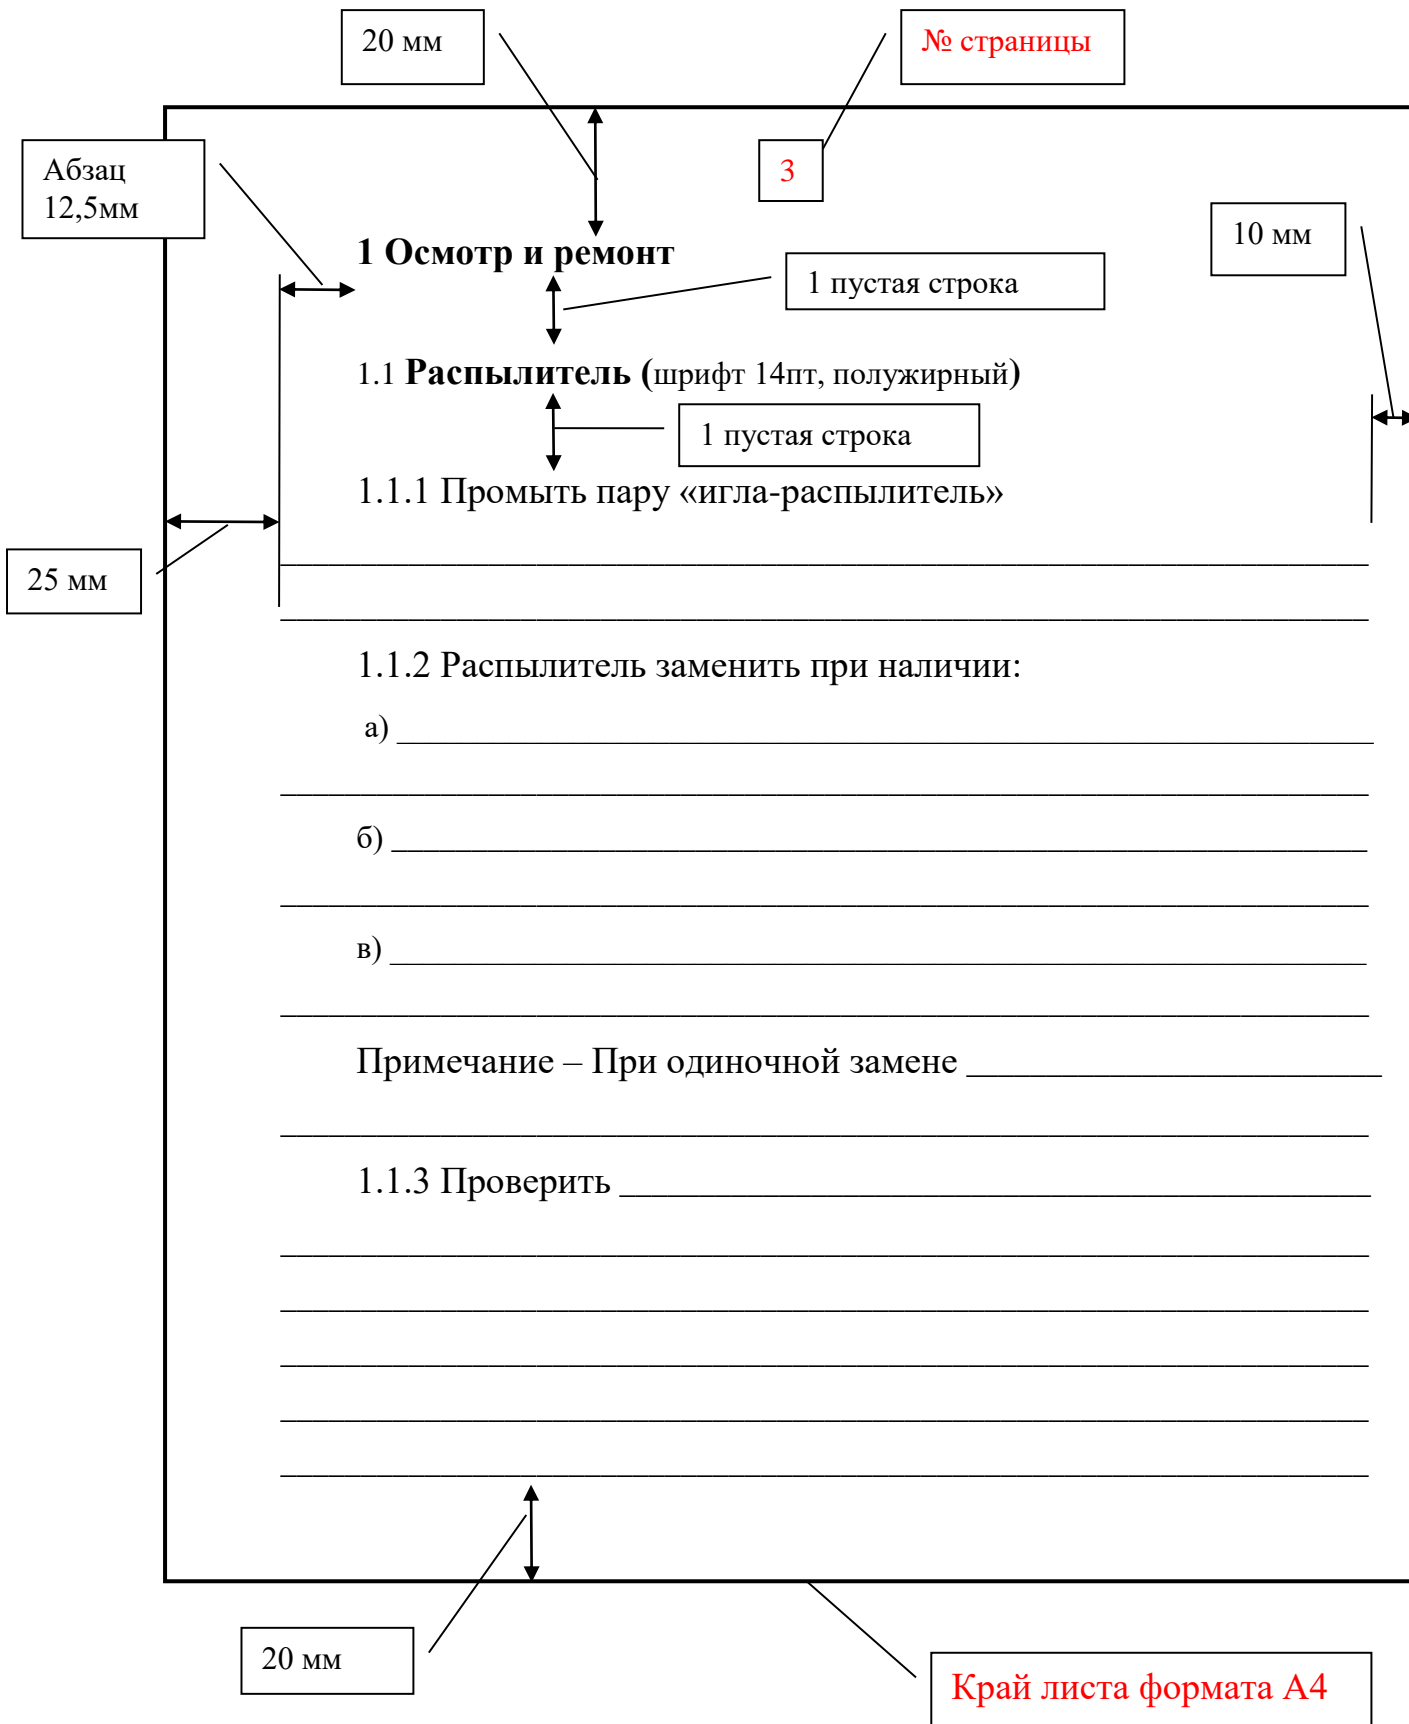 20 мм
№ страницы
Абзац
12,5мм
3
10 мм
1 Осмотр и ремонт
1 пустая строка
1.1 Распылитель (шрифт 14пт, полужирный)
1 пустая строка
1.1.1 Промыть пару «игла-распылитель»
25 мм
1.1.2 Распылитель заменить при наличии:
а)
б)
в)
Примечание – При одиночной замене
1.1.3 Проверить
20 мм
Край листа формата А4